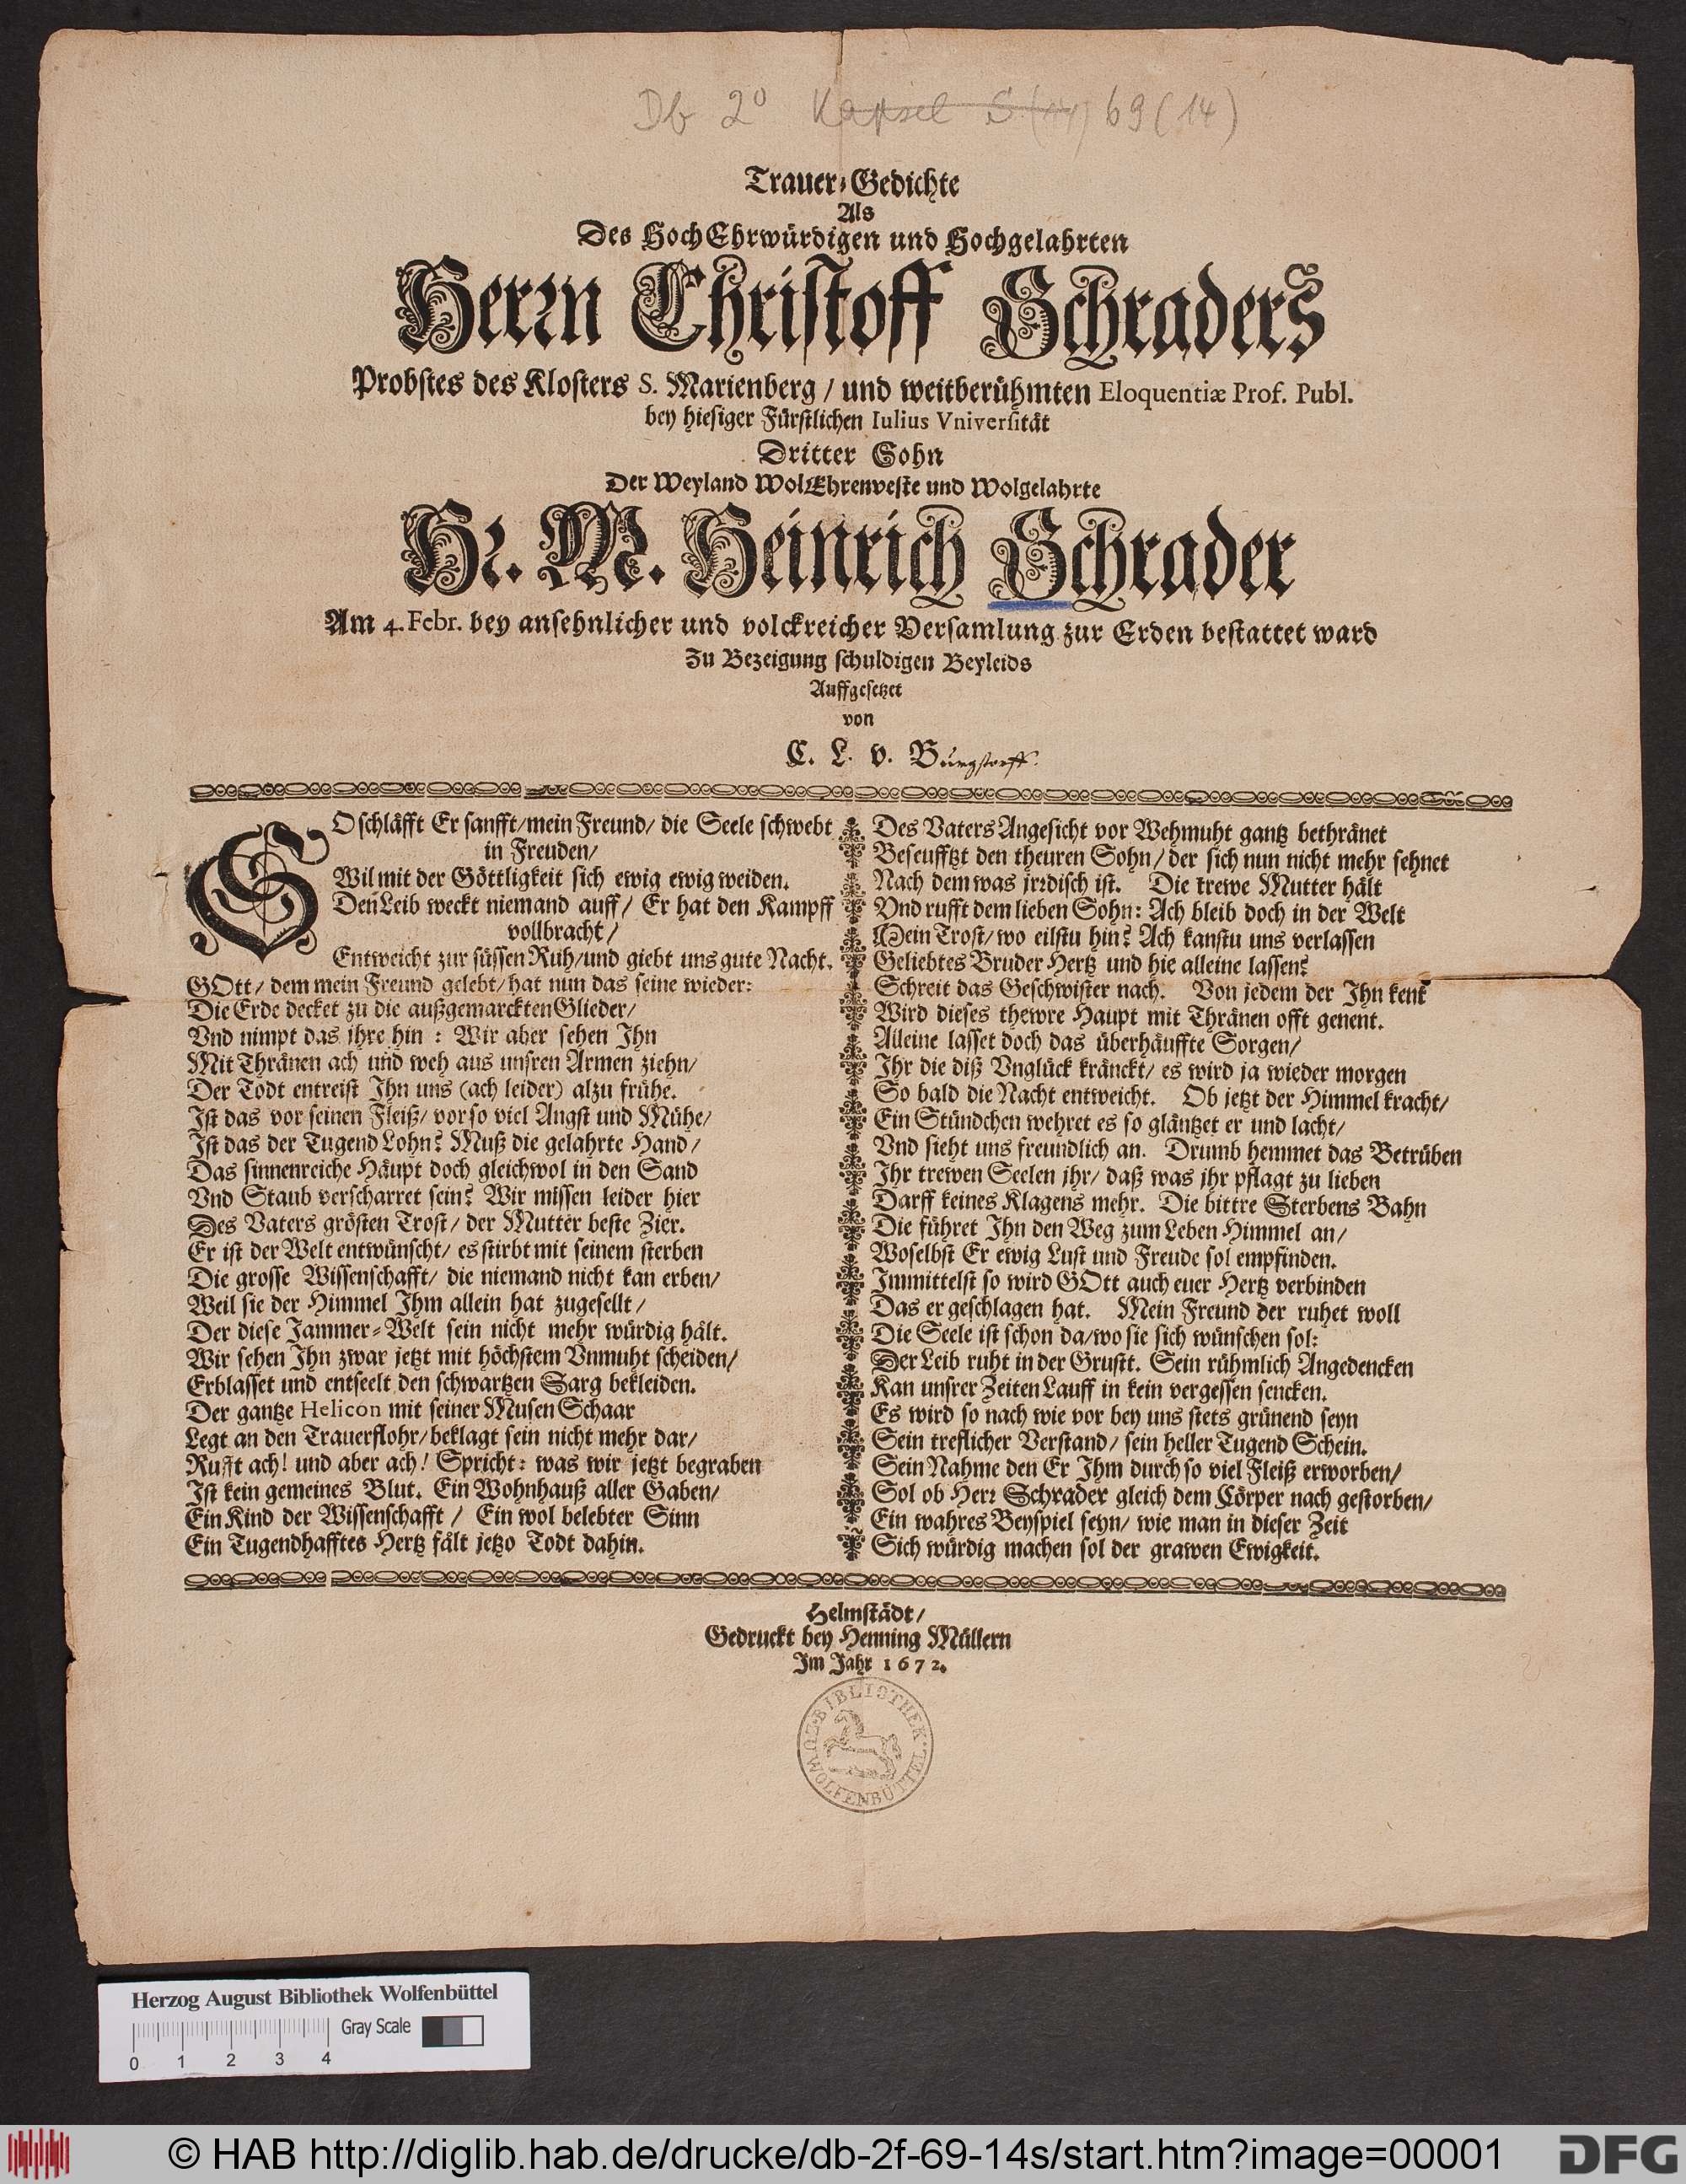 Db 2° Kapsel S (14) 69 (14)
Trauer-Gedichte
Als
Des HochEhrwürdigen und Hochgelahrten
Herrn Christoff Schraders
Probstes des Klosters S. Marienberg / und weitberühmten Eloquentiæ Prof. Publ.
bey hiesiger Fürstlichen Iulius Vniversität
Dritter Sohn
Der Weyland WolEhrenveste und Wolgelahrte
Hr. M. Heinrich Schrader
Am 4. Febr. bey ansehnlicher und volckreicher Versamlung zur Erden bestattet ward
Zu Bezeigung schuldigen Beyleids
Auffgesetzet
von
C. L. v. Burgstorff.
SO schläfft Er sanfft/mein Freund/ die Seele schwebt
in Freuden/
Wil mit der Göttligkeit sich ewig ewig weiden.
Den Leib weckt niemand auff/ Er hat den Kampff
vollbracht/
Entweicht zur süssen Ruh/und giebt uns gute Nacht.
GOtt/ dem mein Freund gelebt/hat nun das seine wieder:
Die Erde decket zu die außgemarckten Glieder/
Vnd nimpt das jhre hin : Wir aber sehen Ihn
Mit Thränen ach und weh aus unsren Armen ziehn/
Der Todt entreist Ihn uns (ach leider) alzu frühe.
Ist das vor seinen Fleiß/ vor so viel Angst und Mühe/
Ist das der Tugend Lohn? Muß die gelahrte Hand/
Das sinnenreiche Häupt doch gleichwol in den Sand
Vnd Staub verscharret sein? Wir missen leider hier
Des Vaters grösten Trost/ der Mutter beste Zier.
Er ist der Welt entwünscht/ es stirbt mit seinem sterben
Die grosse Wissenschafft/ die niemand nicht kan erben/
Weil sie der Himmel Ihm allein hat zugesellt/
Der diese Jammer-Welt sein nicht mehr würdig hält.
Wir sehen Ihn zwar jetzt mit höchstem Vnmuht scheiden/
Erblasset und entseelt den schwartzen Sarg bekleiden.
Der gantze Helicon mit seiner Musen Schaar
Legt an den Trauerflohr/beklagt sein nicht mehr dar/
Rufft ach! und aber ach! Spricht: was wir jetzt begraben
Ist kein gemeines Blut. Ein Wohnhauß aller Gaben/
Ein Kind der Wissenschafft / Ein wol belebter Sinn
Ein Tugendhafftes Hertz fält jetzo Todt dahin.
Des Vaters Angesicht vor Wehmuht gantz bethränet
Beseufftzt den theuren Sohn/ der sich nun nicht mehr sehnet
Nach dem was jrrdisch ist. Die trewe Mutter hält
Vnd rufft dem lieben Sohn: Ach bleib doch in der Welt
Mein Trost/wo eilstu hin? Ach kanstu uns verlassen
Geliebtes Bruder Hertz und hie alleine lassen?
Schreit das Geschwister nach. Von jedem der Ihn kent
Wird dieses thewre Haupt mit Thränen offt genent.
Alleine lasset doch das überhäuffte Sorgen/
Ihr die diß Vnglück kränckt/ es wird ja wieder morgen
So bald die Nacht entweicht. Ob jetzt der Himmel kracht/
Ein Stündchen wehret es so gläntzet er und lacht/
Vnd sieht uns freundlich an. Drumb hemmet das Betrüben
Ihr trewen Seelen jhr/ daß was jhr pflagt zu lieben
Darff keines Klagens mehr. Die bittre Sterbens Bahn
Die führet Ihn den Weg zum Leben Himmel an/
Woselbst Er ewig Lust und Freude sol empfinden.
Immittelst so wird GOtt auch euer Hertz verbinden
Das er geschlagen hat. Mein Freund der ruhet woll
Die Seele ist schon da/wo sie sich wünschen sol:
Der Leib ruht in der Grufft. Sein rühmlich Angedencken
Kan unsrer Zeiten Lauff in kein vergessen sencken.
Es wird so nach wie vor bey uns stets grünend seyn
Sein treflicher Verstand/ sein heller Tugend Schein.
Sein Nahme den Er Ihm durch so viel Fleiß erworben/
Sol ob Herr Schrader gleich dem Cörper nach gestorben/
Ein wahres Beyspiel seyn/ wie man in dieser Zeit
Sich würdig machen sol der grawen Ewigkeit.
Helmstädt/
Gedruckt bey Henning Müllern
Im Jahr 1672.
BIBLIOTHEK ZU WOLFENBÜTTEL
Herzog August Bibliothek Wolfenbüttel
Gray Scale
0 1 2 3 4
© HAB http://diglib.hab.de/drucke/db-2f-69-14s/start.htm?image=00001
DFG